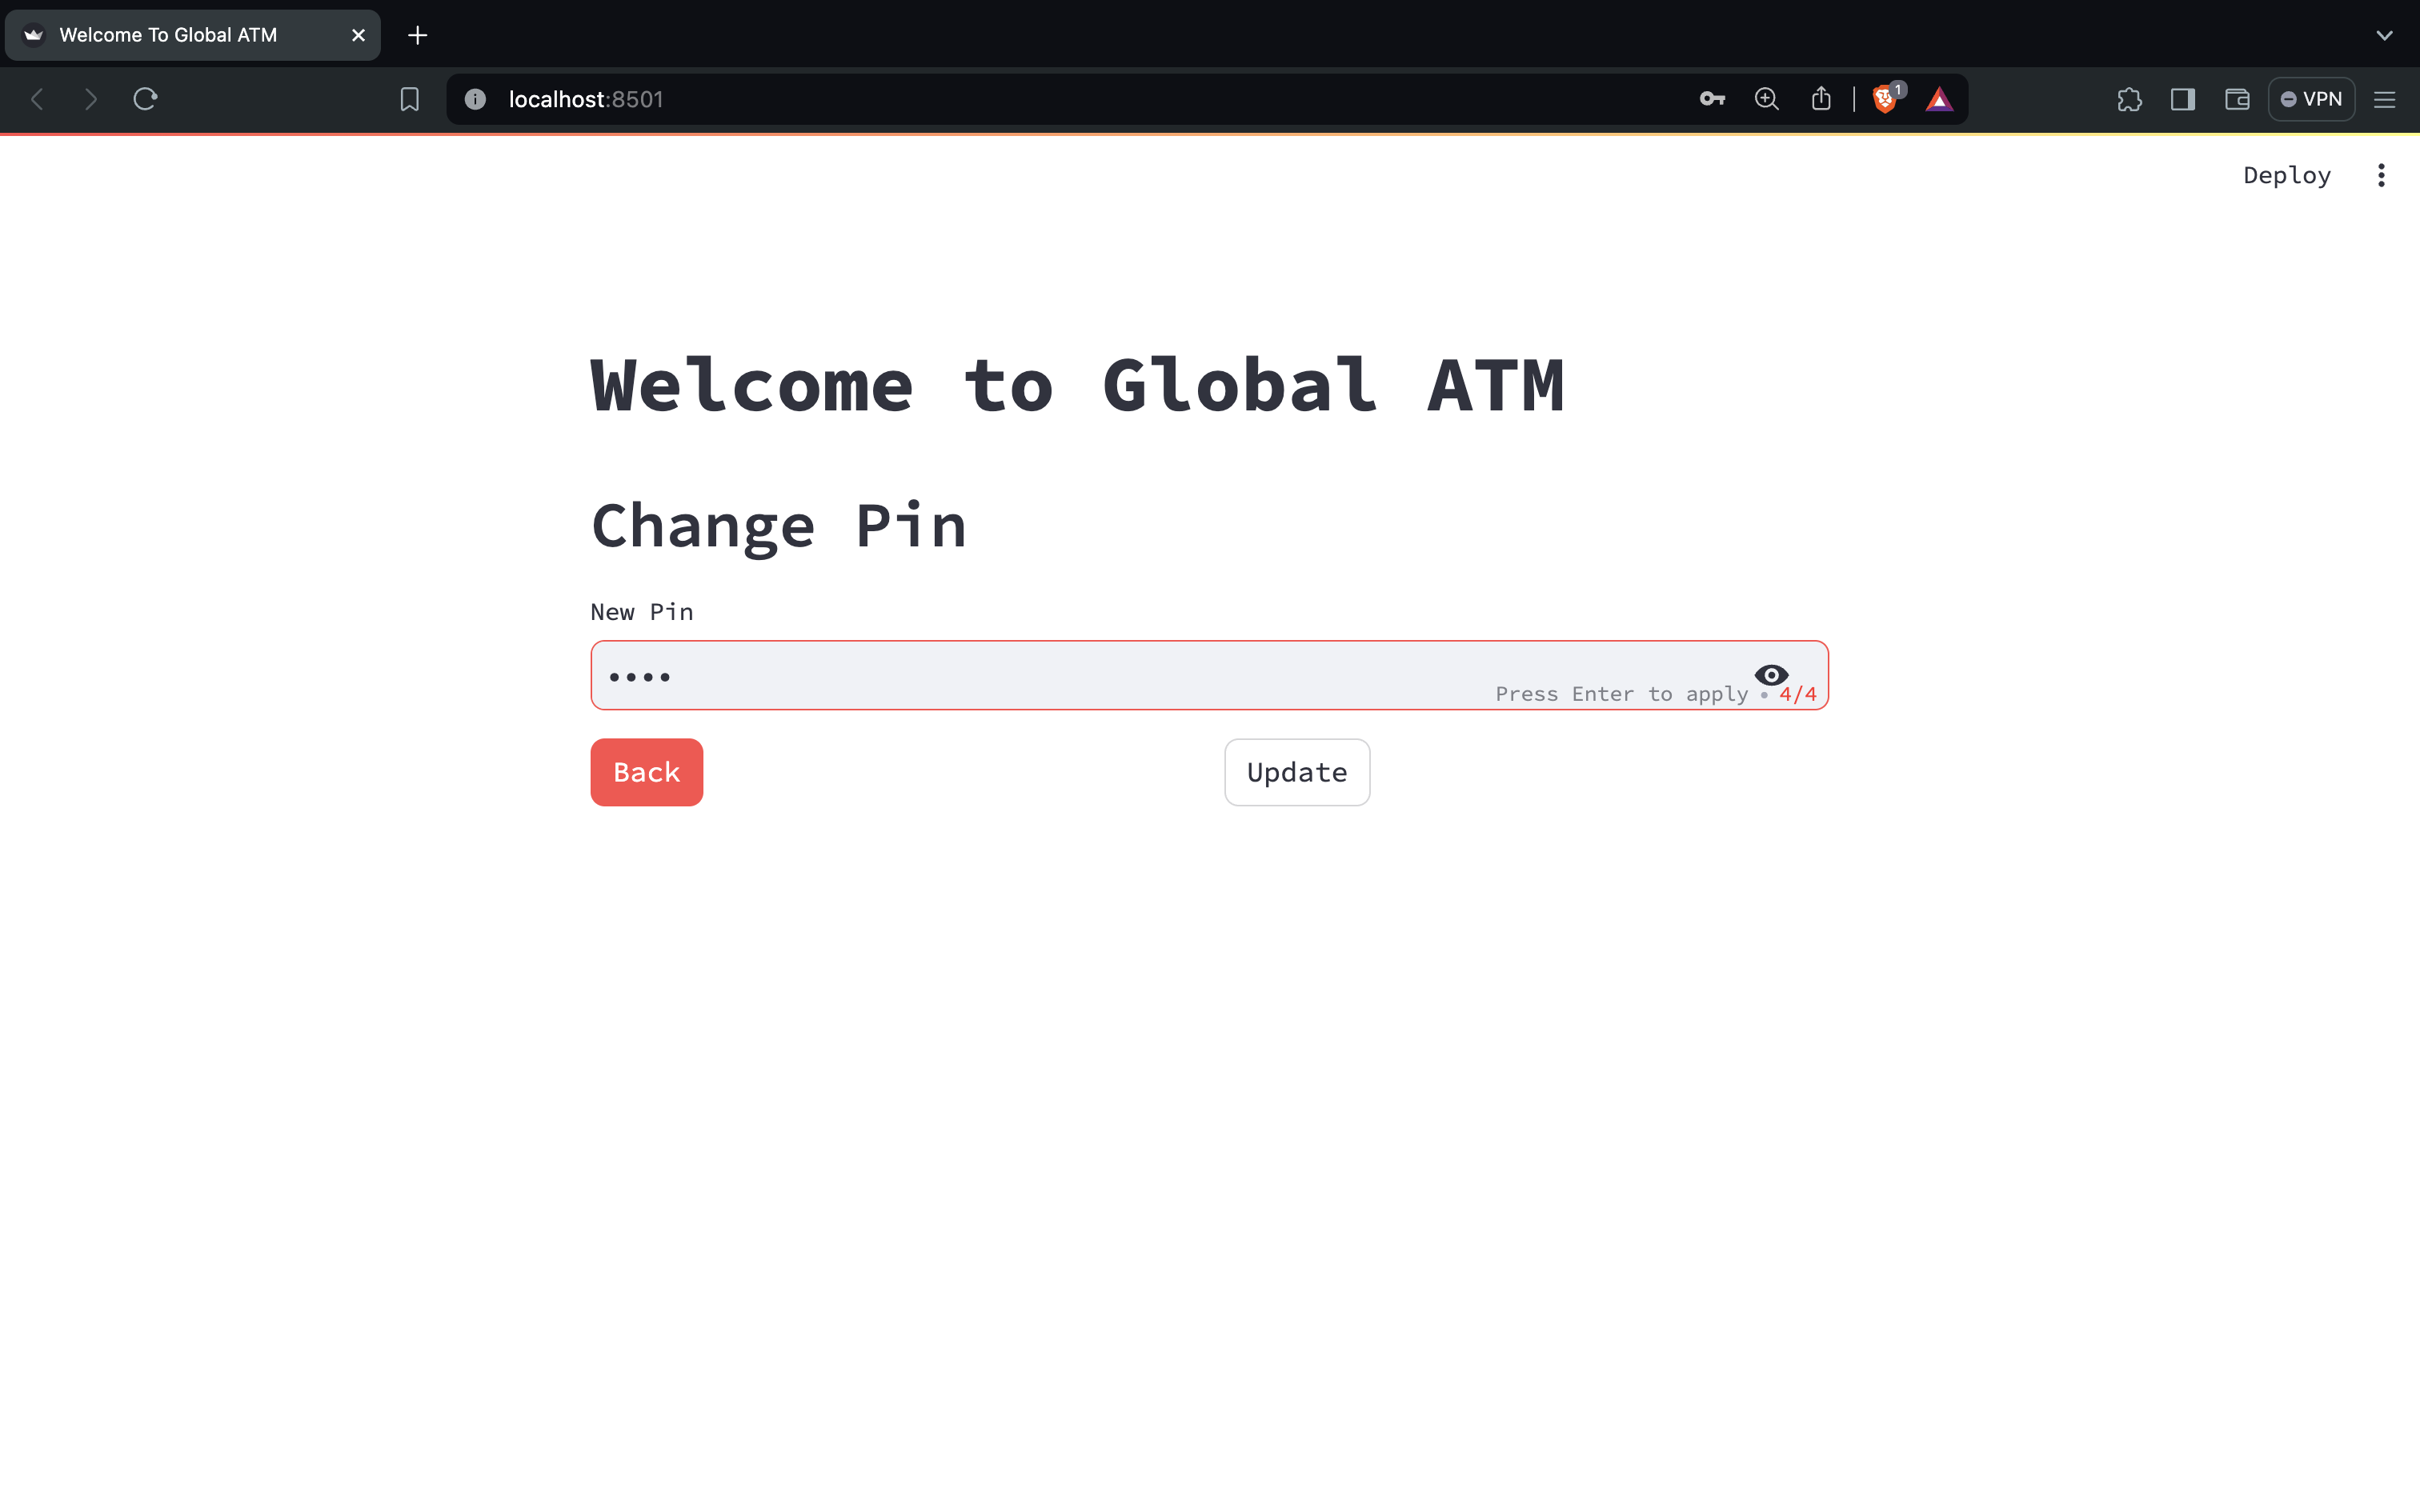 Welcome To Global ATM
localhost:8501
1
VPN
Deploy
Welcome to Global ATM
Change Pin
New Pin
••••
Press Enter to apply • 4/4
Back
Update